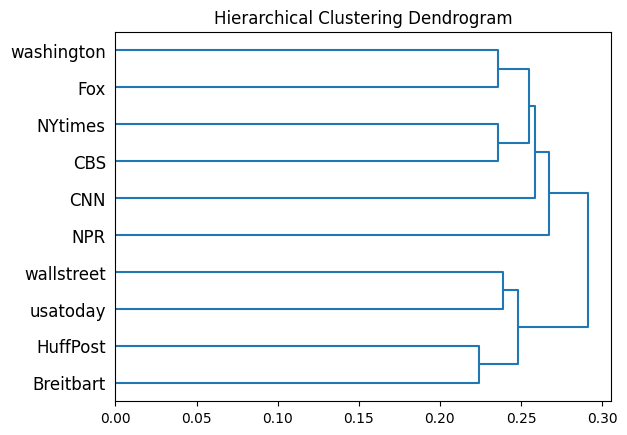 Hierarchical Clustering Dendrogram
washington
Fox
NYtimes
CBS
CNN
NPR
wallstreet
usatoday
HuffPost
Breitbart
0.00 0.05 0.10 0.15 0.20 0.25 0.30